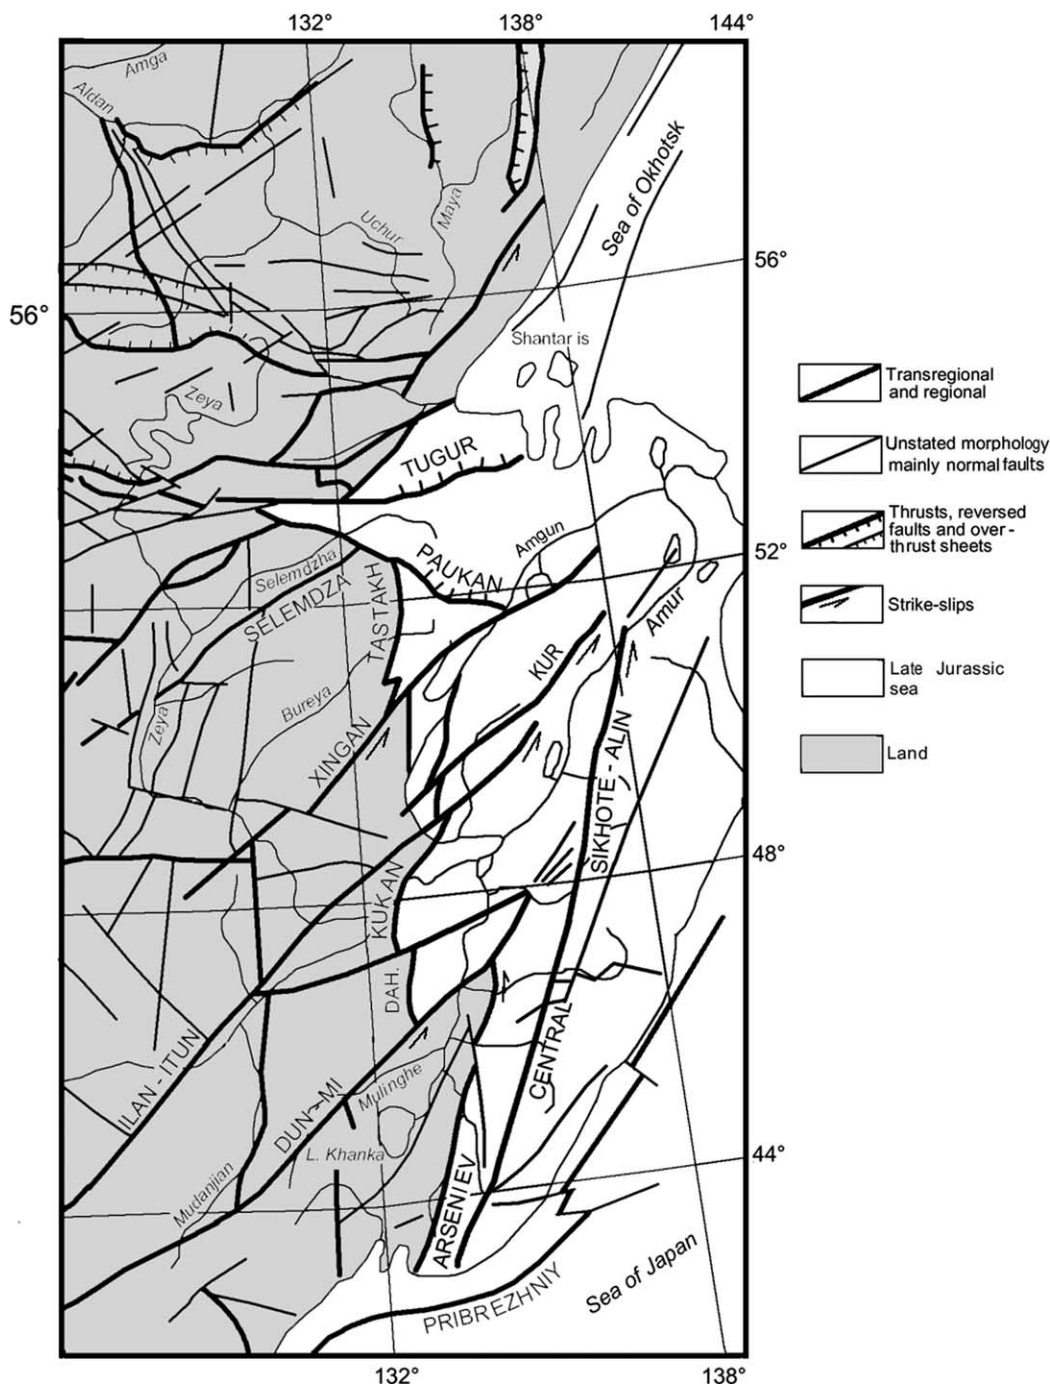 132°
138°
144°
Amga
Aldan
Sea of Okhotsk
Maya
Uchur
56°
56°
Shantar is
Zeya
TUGUR
Amgun
52°
PAUKAN
Selemdzha
SELEMDZA
TASTAKH
Amur
KUR
Bureya
Zeya
XINGAN
SIKHOTE - ALIN
48°
KUKAN
DAH.
CENTRAL
ILAN - ITUN
DUN - MI
Mulinghe
44°
L. Khanka
Mudanjian
ARSENIEV
Sea of Japan
PRIBREZHNIY
132°
138°
Transregional
and regional
Unstated morphology
mainly normal faults
Thrusts, reversed
faults and over -
thrust sheets
Strike-slips
Late Jurassic
sea
Land